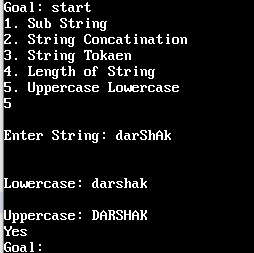 Goal: start
1. Sub String
2. String Concatination
3. String Tokaen
4. Length of String
5. Uppercase Lowercase
5
Enter String: darShAk
Lowercase: darshak
Uppercase: DARSHAK
Yes
Goal: